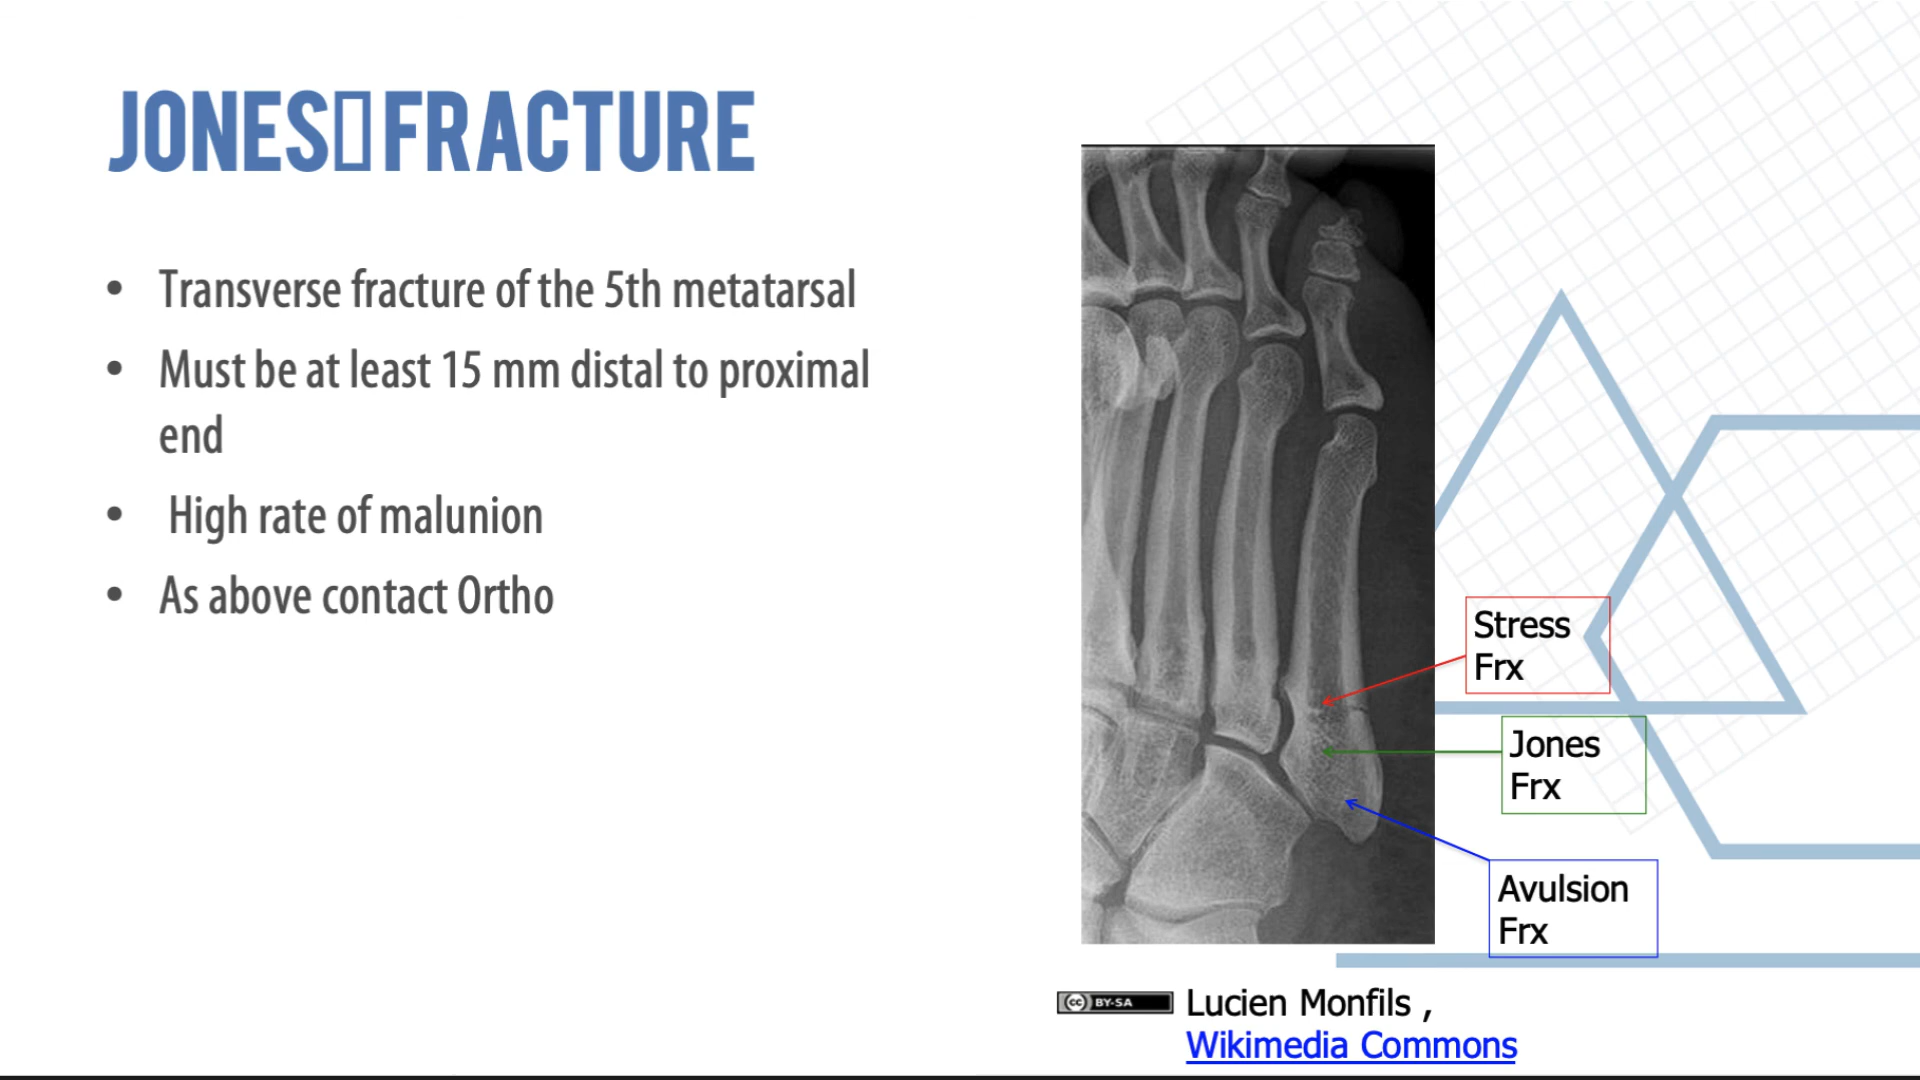 JONES▯FRACTURE
• Transverse fracture of the 5th metatarsal
• Must be at least 15 mm distal to proximal
end
• High rate of malunion
• As above contact Ortho
Stress
Frx
Jones
Frx
Avulsion
Frx
cc BY-SA
Lucien Monfils ,
Wikimedia Commons